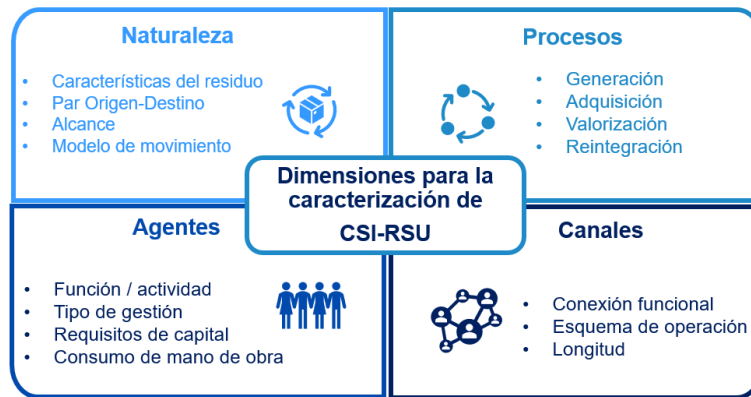 Naturaleza
• Características del residuo
• Par Origen-Destino
• Alcance
• Modelo de movimiento
Procesos
• Generación
• Adquisición
• Valorización
• Reintegración
Dimensiones para la
caracterización de
CSI-RSU
Agentes
• Función / actividad
• Tipo de gestión
• Requisitos de capital
• Consumo de mano de obra
Canales
• Conexión funcional
• Esquema de operación
• Longitud